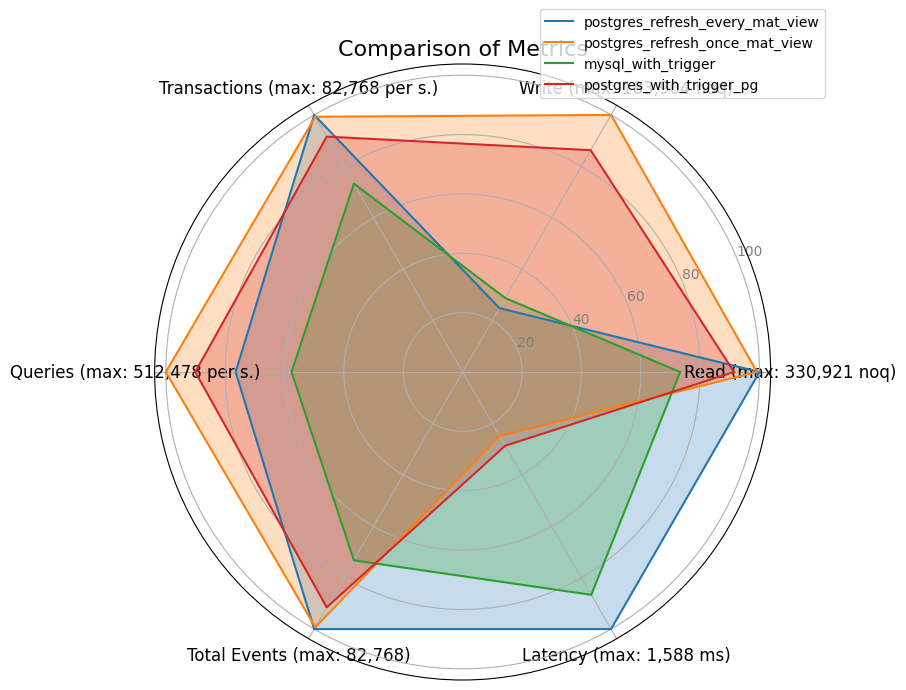 postgres_refresh_every_mat_view
postgres_refresh_once_mat_view
mysql_with_trigger
postgres_with_trigger_pg
Comparison of Metrics
Transactions (max: 82,768 per s.)
Write (max: noq)
100
80
60
40
20
Queries (max: 512,478 per s.)
Read (max: 330,921 noq)
Total Events (max: 82,768)
Latency (max: 1,588 ms)